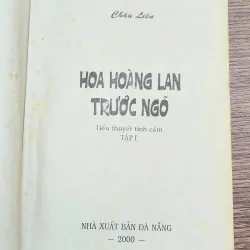 Châu Liên
HOA HOÀNG LAN
TRƯỚC NGÕ
Tiểu thuyết tình cảm
TẬP I
NHÀ XUẤT BẢN ĐÀ NẴNG
– 2000 –